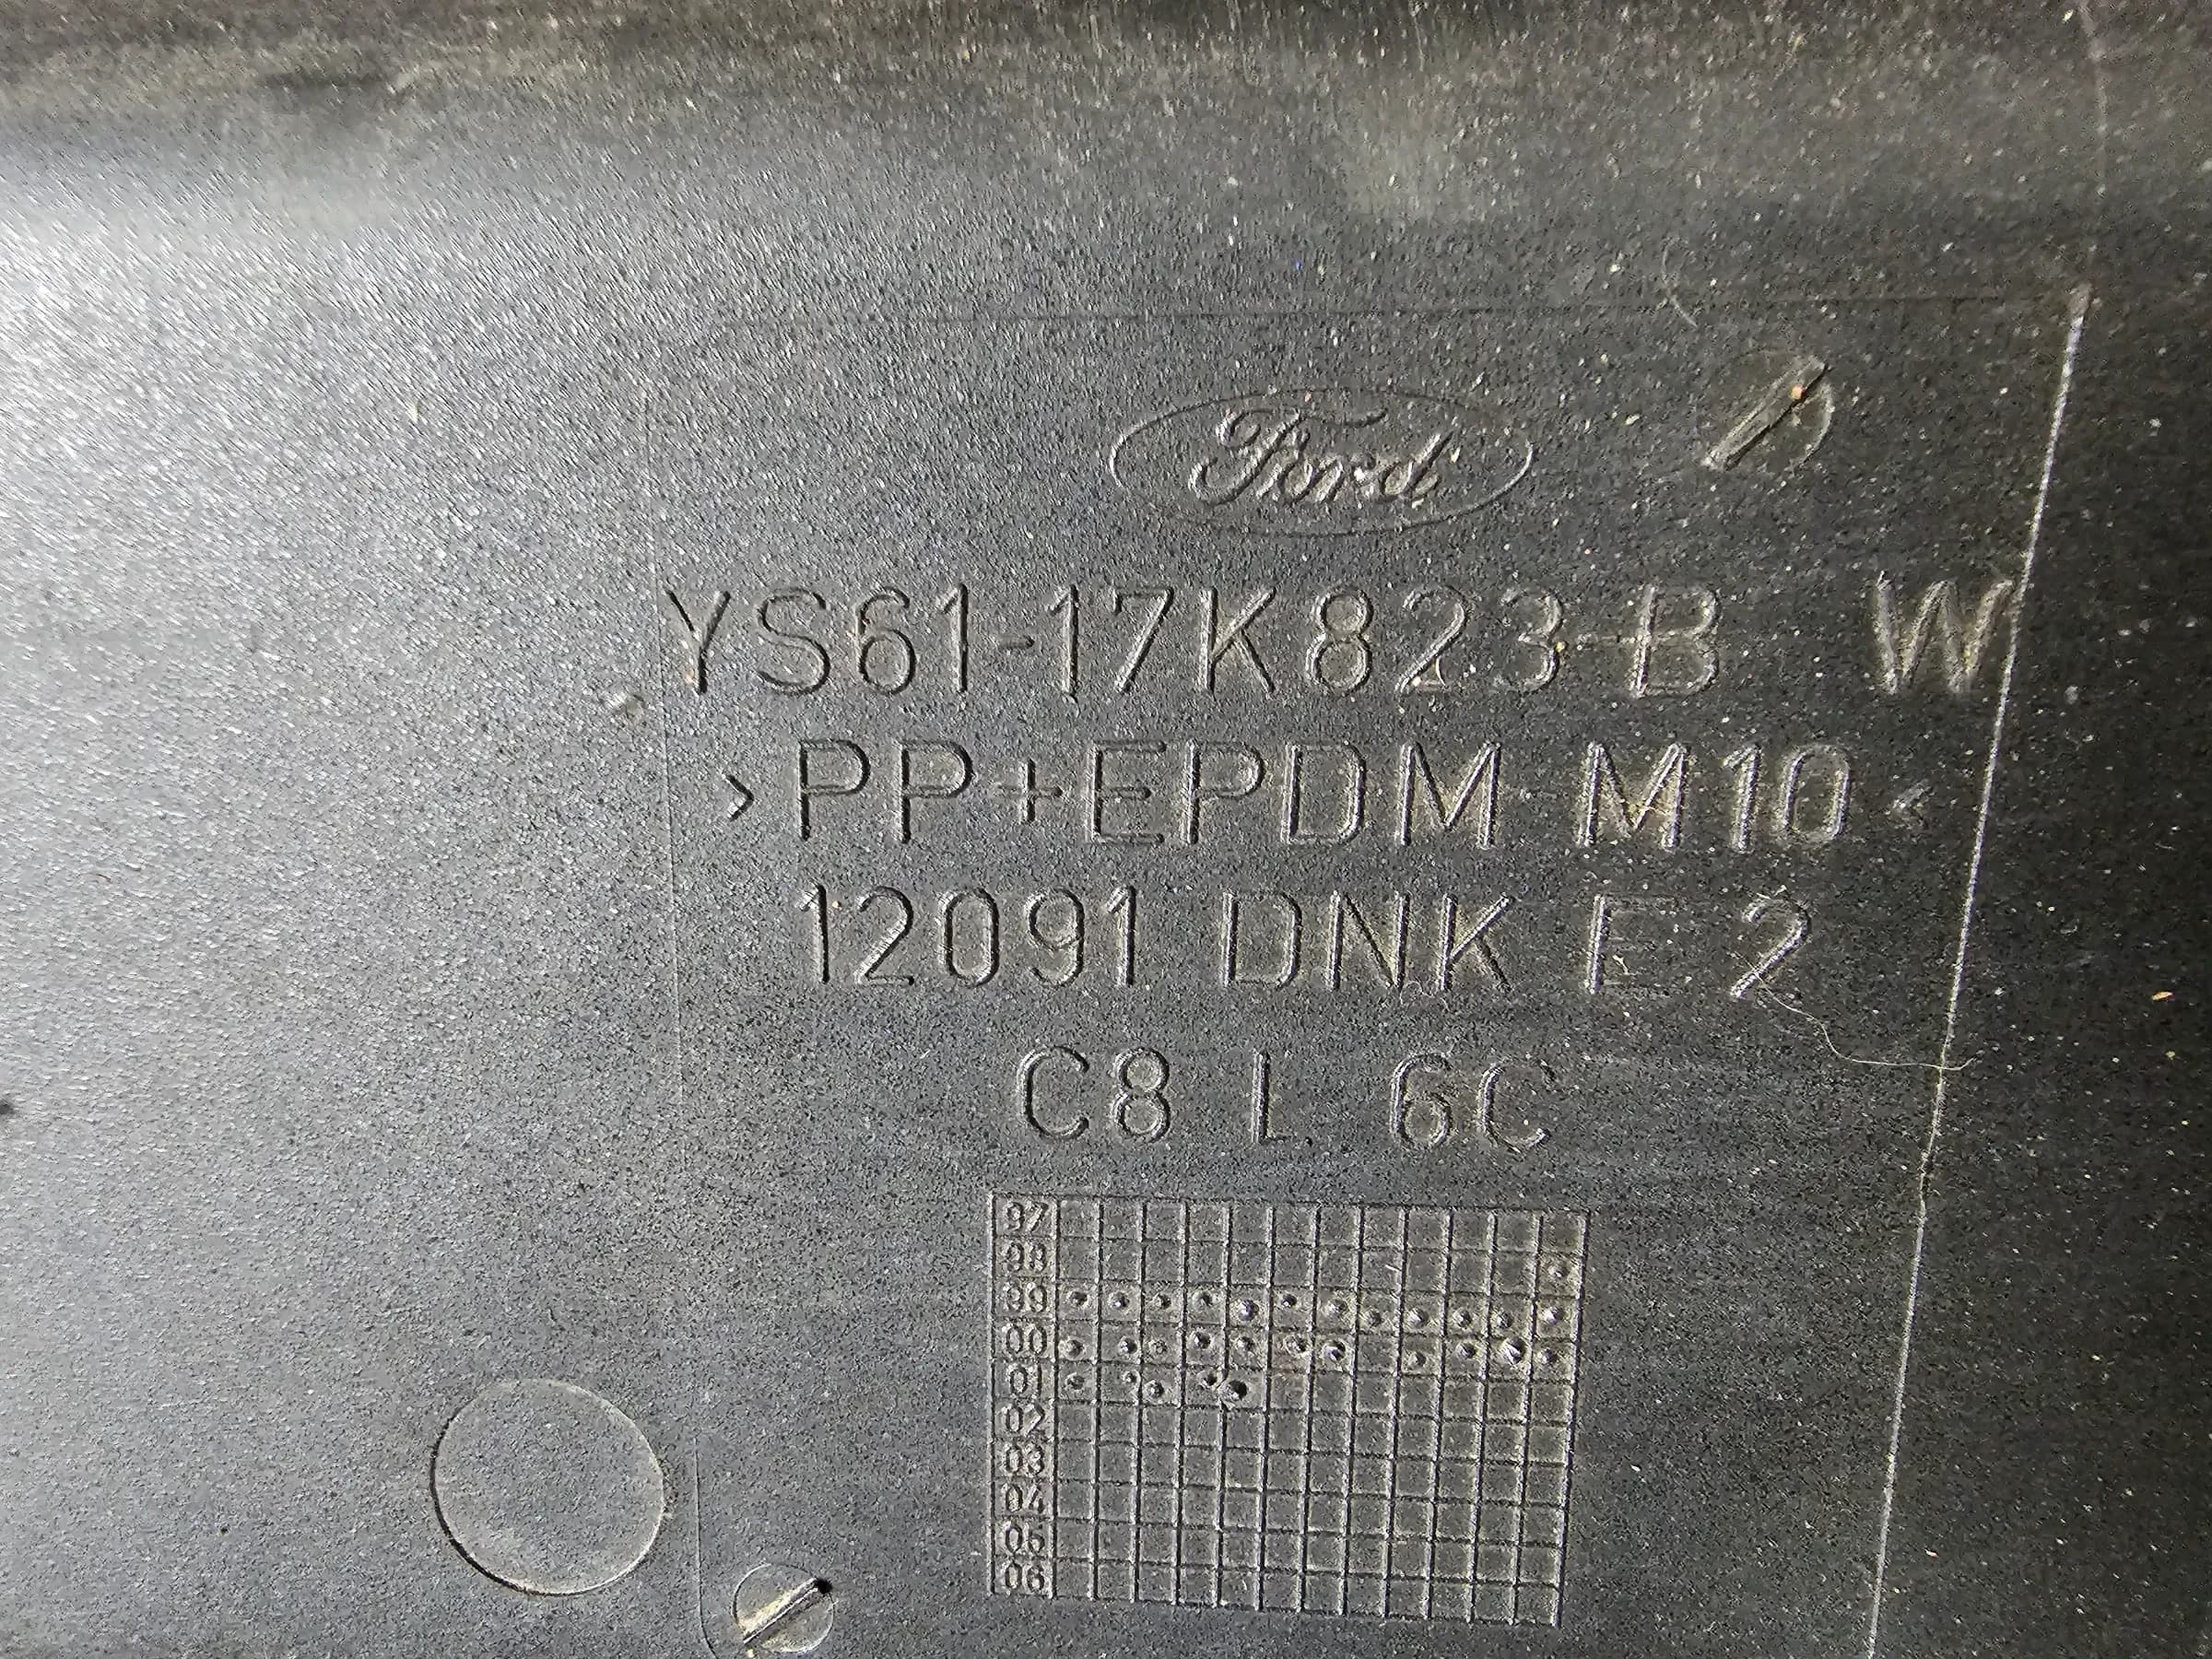 Ford
YS61-17K823-B W
>PP+EPDM M10<
12091 DNK E 2
C8 L 6C
97
98
99
00
01
02
03
04
05
06